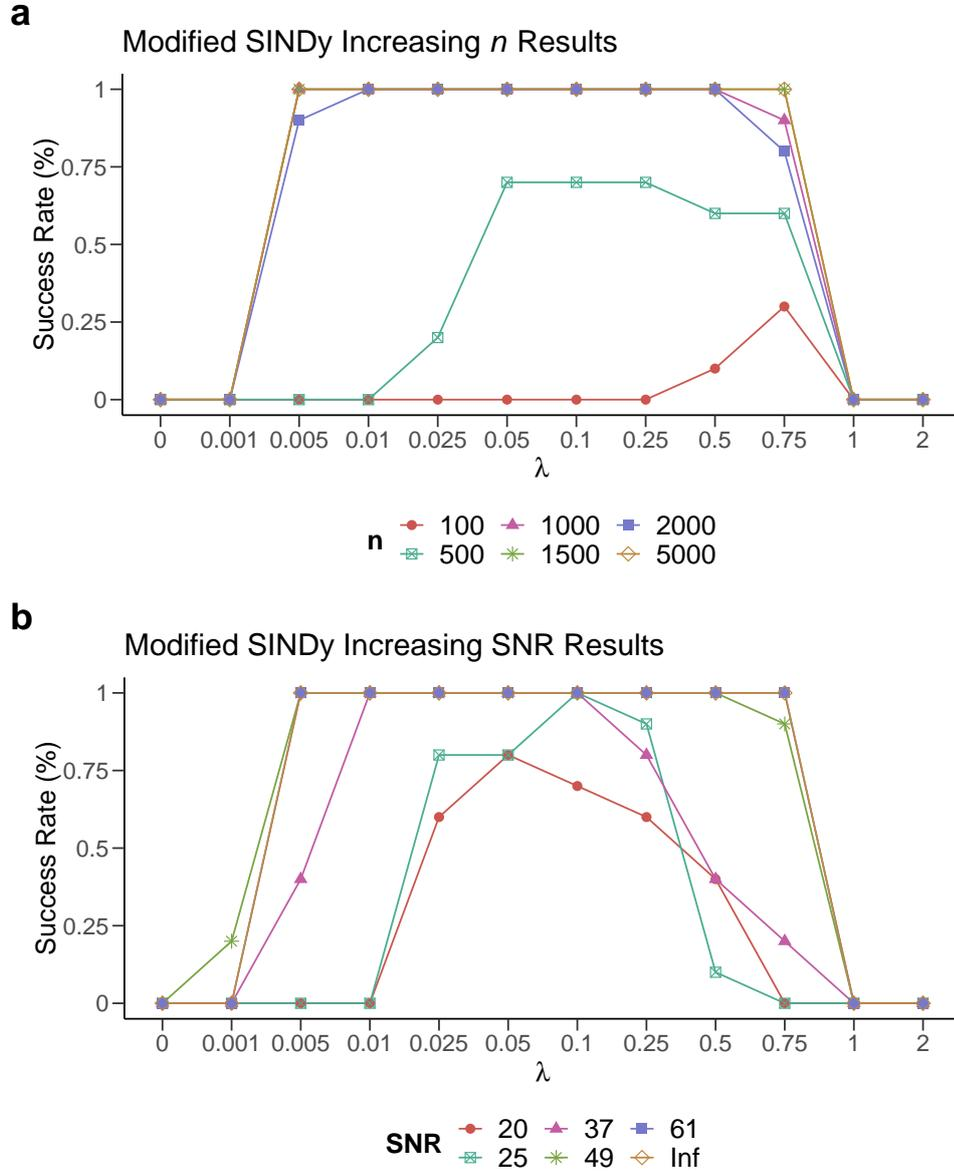 a
Modified SINDy Increasing n Results
Success Rate (%)
1
0.75
0.5
0.25
0
0 0.001 0.005 0.01 0.025 0.05 0.1 0.25 0.5 0.75 1 2
λ
n
100 1000 2000
500 1500 5000
b
Modified SINDy Increasing SNR Results
Success Rate (%)
1
0.75
0.5
0.25
0
0 0.001 0.005 0.01 0.025 0.05 0.1 0.25 0.5 0.75 1 2
λ
SNR
20 37 61
25 49 Inf